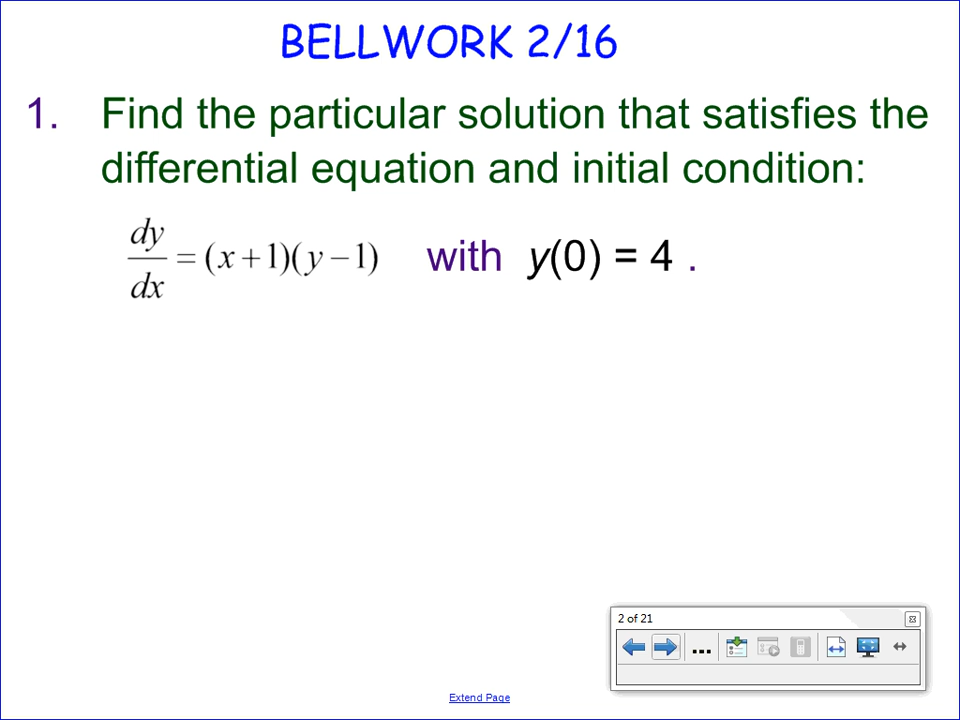 BELLWORK 2/16
1. Find the particular solution that satisfies the
differential equation and initial condition:
dy/dx = (x+1)(y−1) with y(0) = 4 .
2 of 21
Extend Page